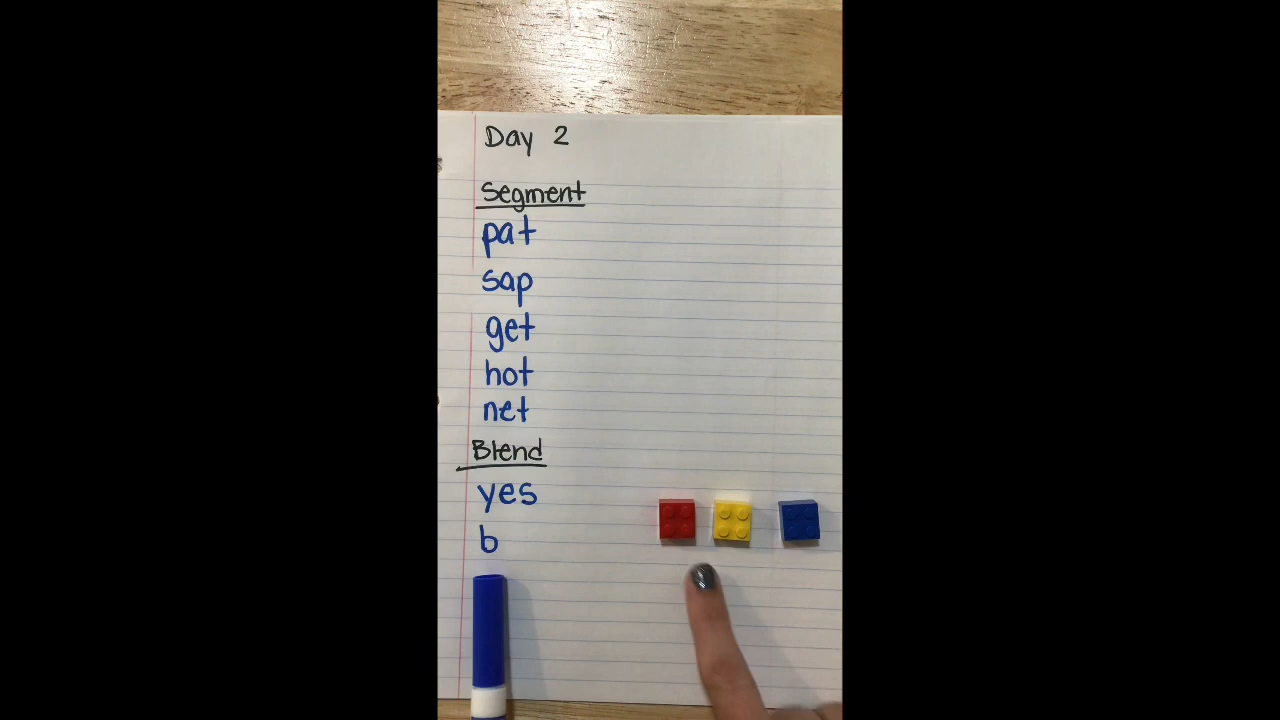 Day 2
Segment
pat
sap
get
hot
net
Blend
yes
b